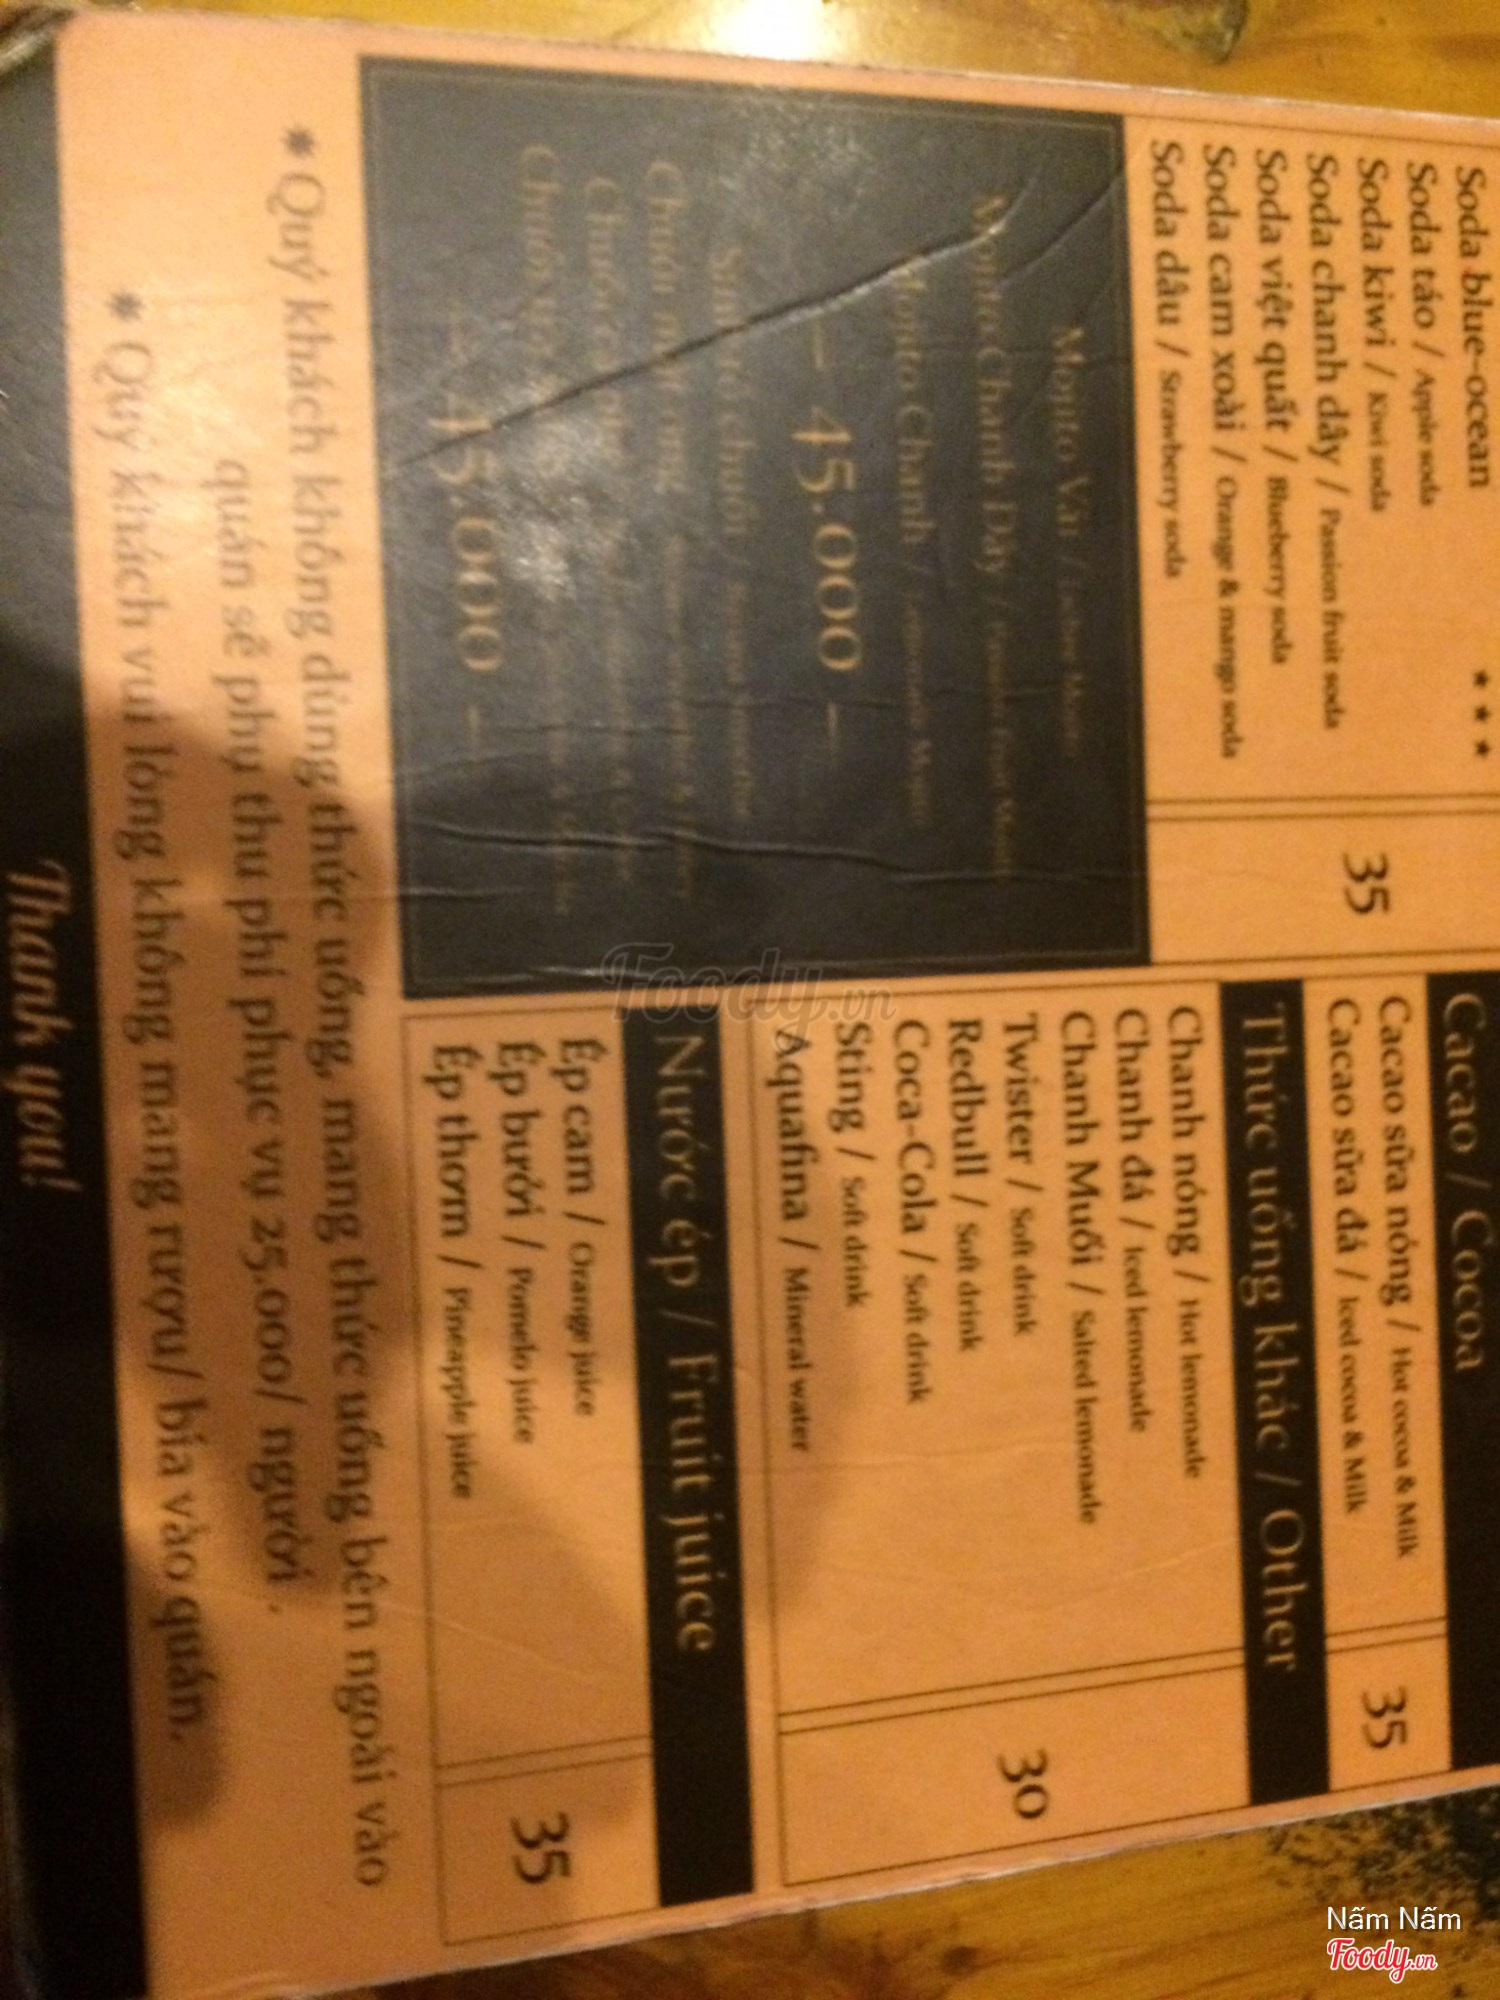 Soda blue-ocean
Soda táo / Apple soda
Soda kiwi / Kiwi soda
Soda chanh dây / Passion fruit soda
Soda việt quất / Blueberry soda
Soda cam xoài / Orange & mango soda
Soda dâu / Strawberry soda
35
Mojito Vải /
Mojito Chanh Dây /
Mojito Chanh /
— 45.000 —
— 45.000 —
Cacao / Cocoa
Cacao sữa nóng / Hot cocoa & Milk
Cacao sữa đá / Iced cocoa & Milk
35
Thức uống khác / Other
Chanh nóng / Hot lemonade
Chanh đá / Iced lemonade
Chanh Muối / Salted lemonade
Twister / Soft drink
Redbull / Soft drink
Coca-Cola / Soft drink
Sting / Soft drink
Aquafina / Mineral water
30
Nước ép / Fruit juice
Ép cam / Orange juice
Ép bưởi / Pomelo juice
Ép thơm / Pineapple juice
35
* Quý khách không dùng thức uống, mang thức uống bên ngoài vào
quán sẽ phụ thu phí phục vụ 25.000/ người.
* Quý khách vui lòng không mang rượu/ bia vào quán.
Thank you!
Foody.vn
Nấm Nấm
Foody.vn